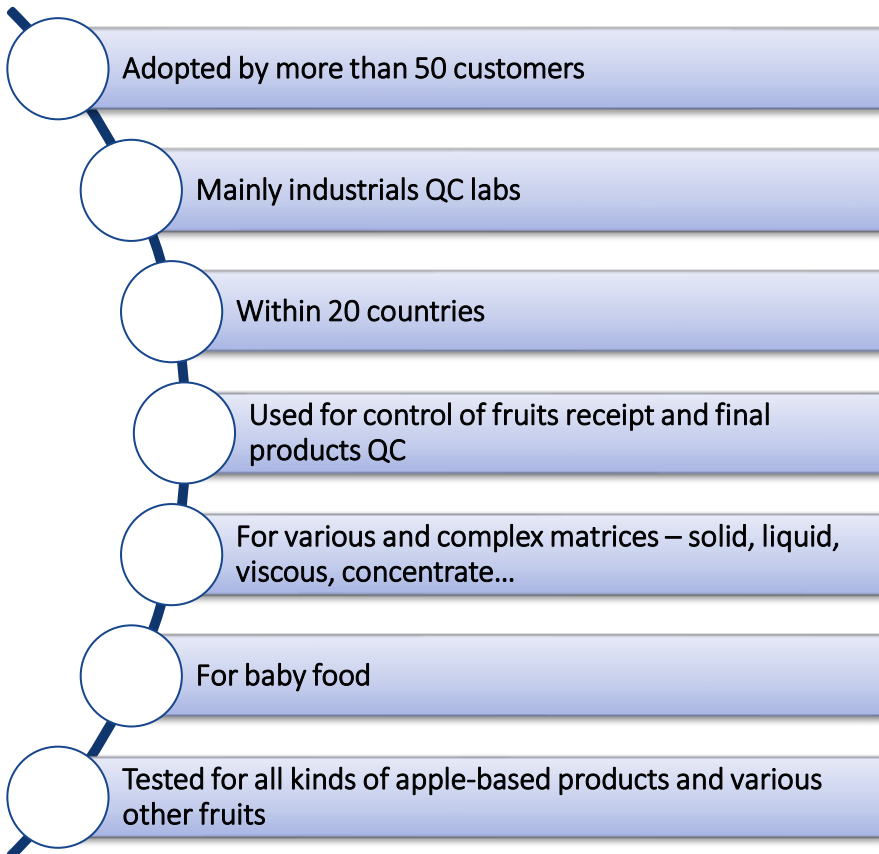 Adopted by more than 50 customers
Mainly industrials QC labs
Within 20 countries
Used for control of fruits receipt and final
products QC
For various and complex matrices – solid, liquid,
viscous, concentrate...
For baby food
Tested for all kinds of apple-based products and various
other fruits